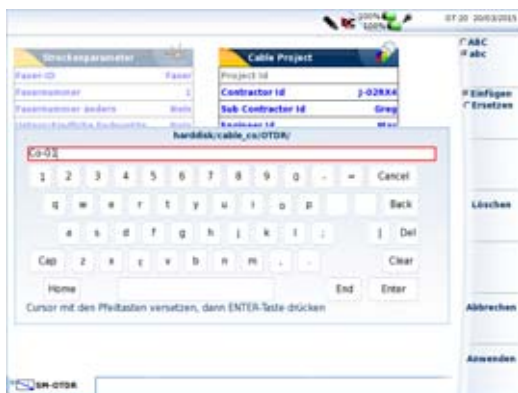 100%
100%
07:20 20/03/2015
Streckenparameter
Cable Project
ABC
abc
Faser-ID
Faser
Project Id
Fasernummer
1
Contractor Id
J-02RX4
Einfügen
Ersetzen
Fasernummer ändern
Nein
Sub Contractor Id
Greg
Engineer Id
harddisk/cable_co/OTDR/
Co-01
1 2 3 4 5 6 7 8 9 0 - = Cancel
q w e r t y u i o p Back
Löschen
a s d f g h j k l ; ] Del
Cap z x c v b n m , . Clear
Home End Enter
Cursor mit den Pfeiltasten versetzen, dann ENTER-Taste drücken
Abbrechen
Anwenden
SM-OTDR